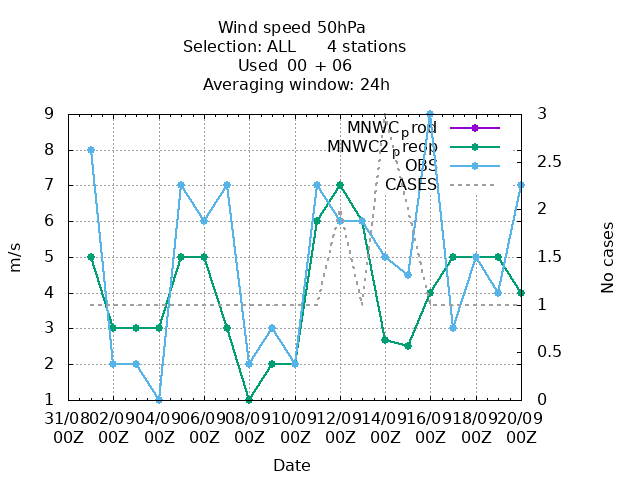 Wind speed 50hPa
Selection: ALL 4 stations
Used 00 + 06
Averaging window: 24h
9 3
MNWC_prod
MNWC2_preop
8 2.5
OBS
7 CASES
6 2
m/s
5 1.5
No cases
4 1
3
2 0.5
1 0
31/08 02/09 04/09 06/09 08/09 10/09 12/09 14/09 16/09 18/09 20/09
00Z 00Z 00Z 00Z 00Z 00Z 00Z 00Z 00Z 00Z 00Z
Date